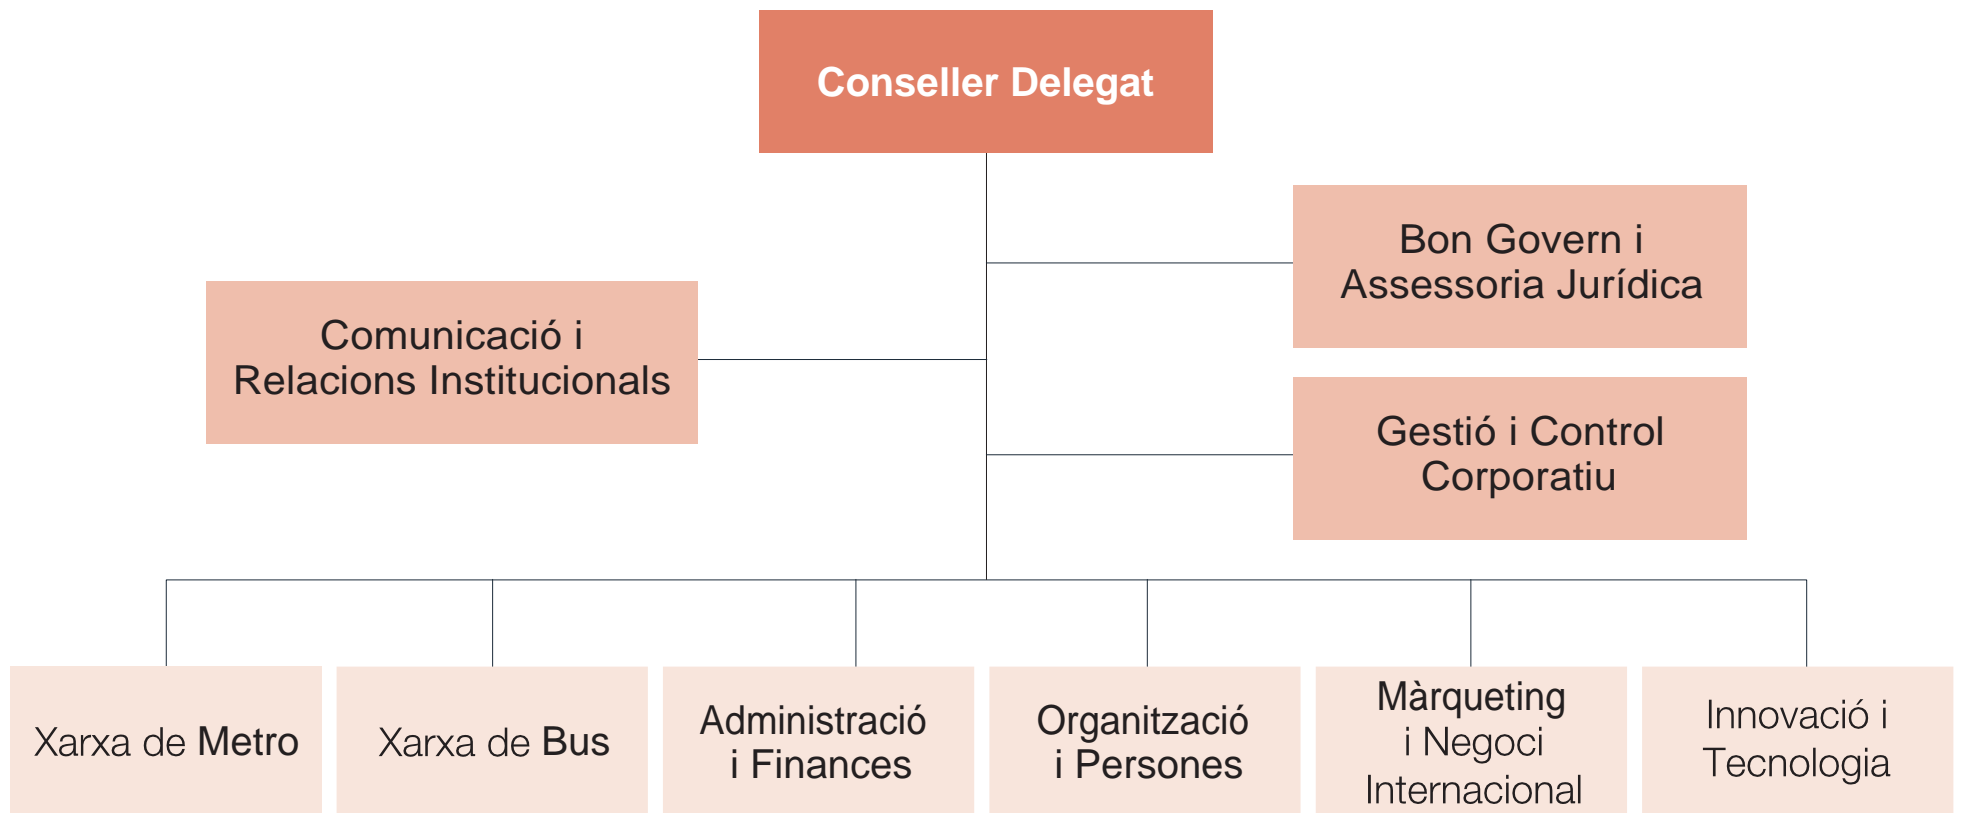 Conseller Delegat
Bon Govern i
Assessoria Jurídica
Comunicació i
Relacions Institucionals
Gestió i Control
Corporatiu
Xarxa de Metro
Xarxa de Bus
Administració
i Finances
Organització
i Persones
Màrqueting
i Negoci
Internacional
Innovació i
Tecnologia